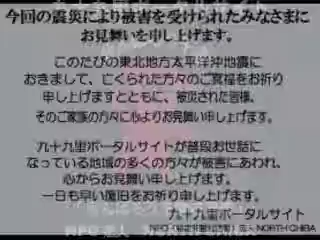 今回の震災により被害を受けられたみなさまに
お見舞いを申し上げます。
このたびの東北地方太平洋沖地震に
おきまして、亡くられた方々のご冥福をお祈り
申し上げますとともに、被災された皆様、
そのご家族の方々に心よりお見舞い申し上げます。
九十九里ポータルサイトが普段お世話に
なっている地域の多くの方々が被害にあわれ、
心からお見舞い申し上げます。
一日も早い復旧をお祈り申し上げます。
九十九里ポータルサイト
NORTH CHIBA